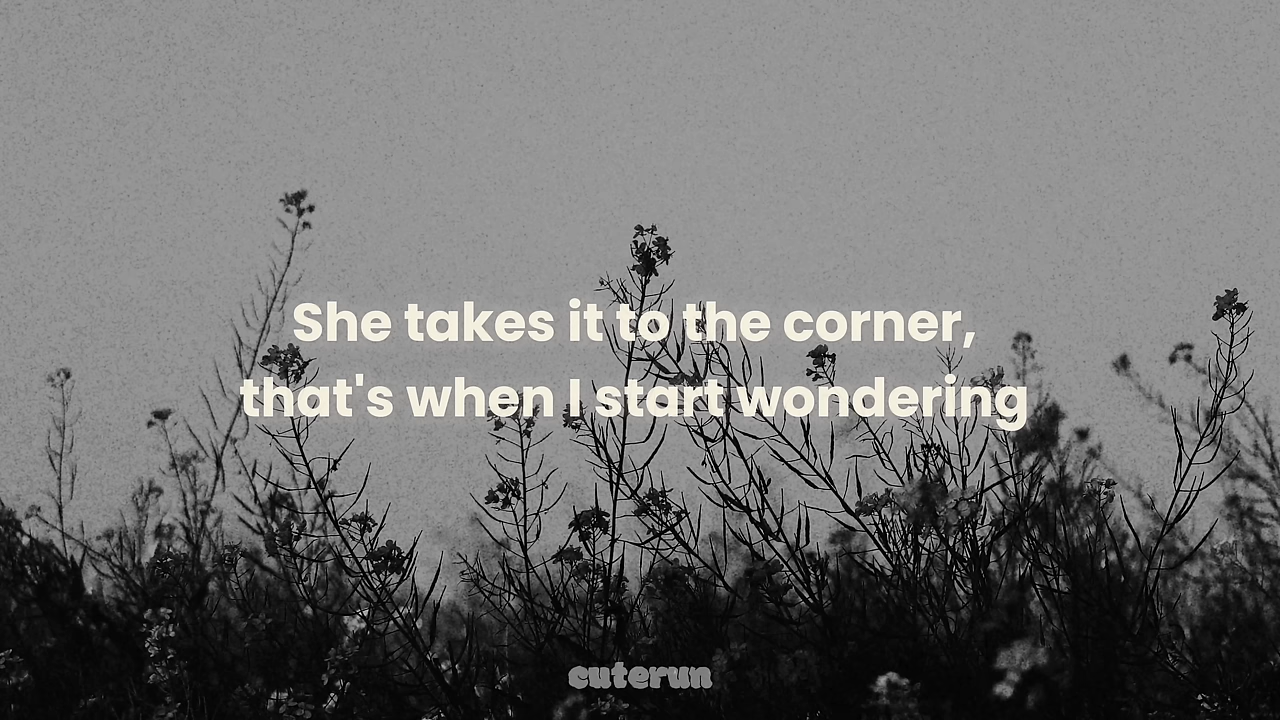 She takes it to the corner,
that's when I start wondering
cuterun